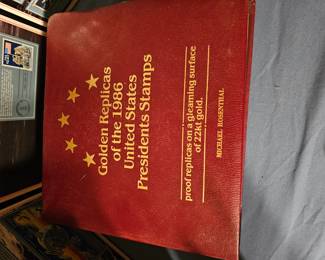 Golden Replicas
of the 1986
United States
Presidents Stamps
proof replicas on a gleaming surface
of 22kt gold.
MICHAEL ROSENTHAL